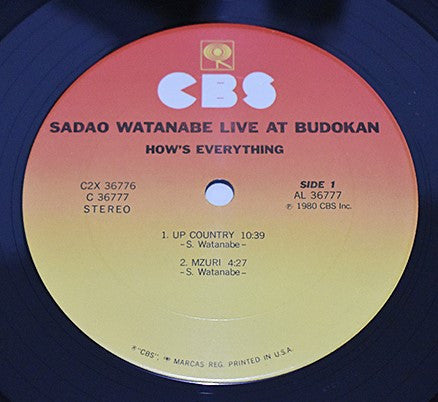 CBS
SADAO WATANABE LIVE AT BUDOKAN
HOW'S EVERYTHING
C2X 36776
C 36777
STEREO
SIDE 1
AL 36777
℗ 1980 CBS Inc.
1. UP COUNTRY 10:39
-S. Watanabe-
2. MZURI 4:27
-S. Watanabe-
"CBS", MARCAS REG. PRINTED IN U.S.A.